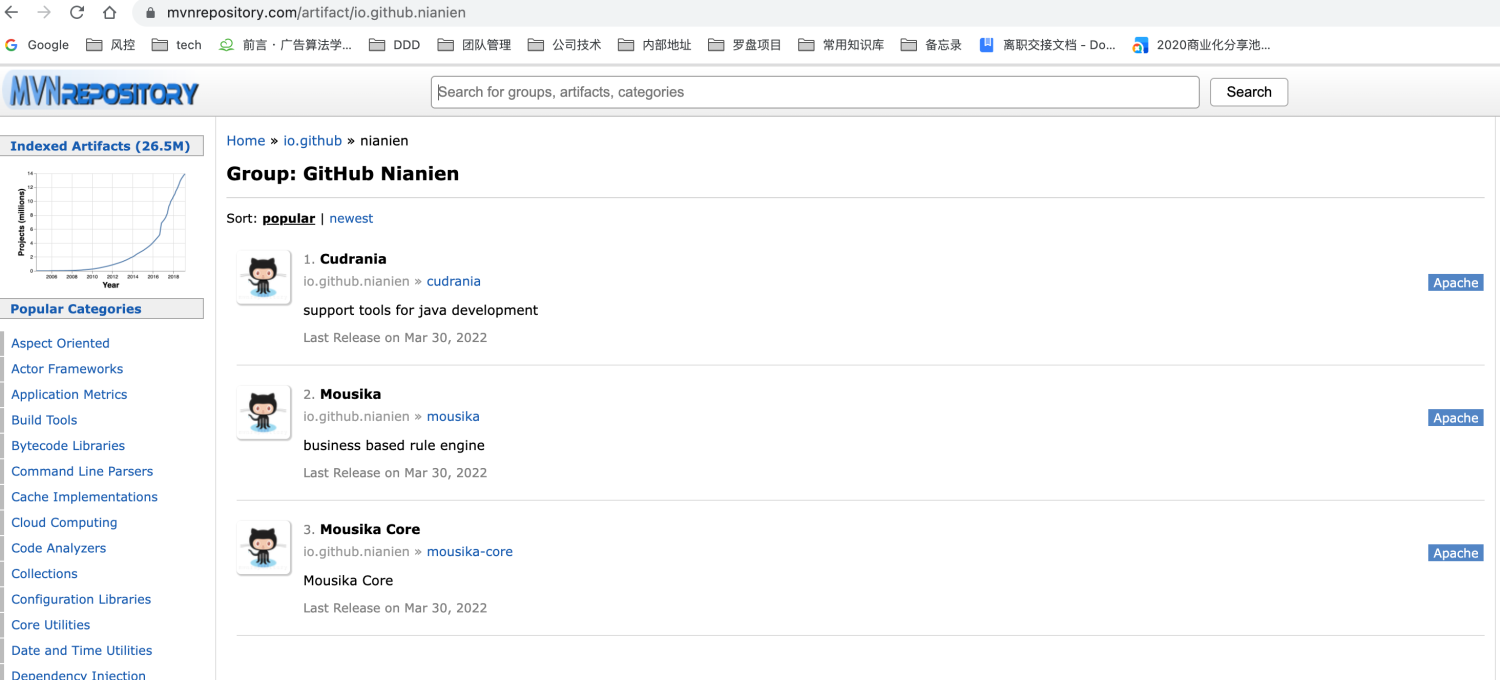 mvnrepository.com/artifact/io.github.nianien
Google 风控 tech 前言 · 广告算法学... DDD 团队管理 公司技术 内部地址 罗盘项目 常用知识库 备忘录 离职交接文档 - Do... 2020商业化分享池...
MVNREPOSITORY
Search for groups, artifacts, categories
Search
Indexed Artifacts (26.5M)
Projects (millions)
14
12
10
8
6
4
2
0
2006 2008 2010 2012 2014 2016 2018
Year
Popular Categories
Aspect Oriented
Actor Frameworks
Application Metrics
Build Tools
Bytecode Libraries
Command Line Parsers
Cache Implementations
Cloud Computing
Code Analyzers
Collections
Configuration Libraries
Core Utilities
Date and Time Utilities
Dependency Injection
Home » io.github » nianien
Group: GitHub Nianien
Sort: popular | newest
1. Cudrania
io.github.nianien » cudrania
Apache
support tools for java development
Last Release on Mar 30, 2022
2. Mousika
io.github.nianien » mousika
Apache
business based rule engine
Last Release on Mar 30, 2022
3. Mousika Core
io.github.nianien » mousika-core
Apache
Mousika Core
Last Release on Mar 30, 2022